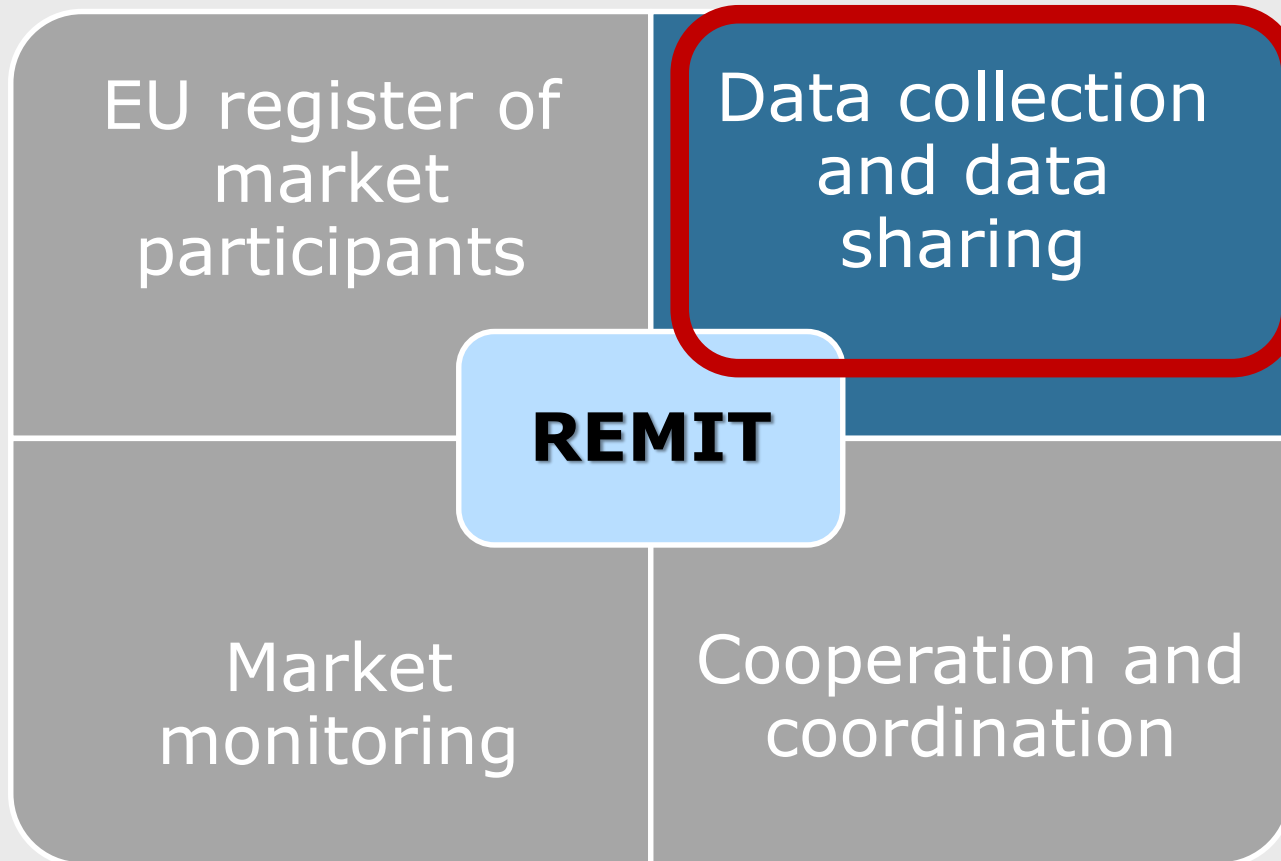 EU register of
market
participants
Data collection
and data
sharing
REMIT
Market
monitoring
Cooperation and
coordination